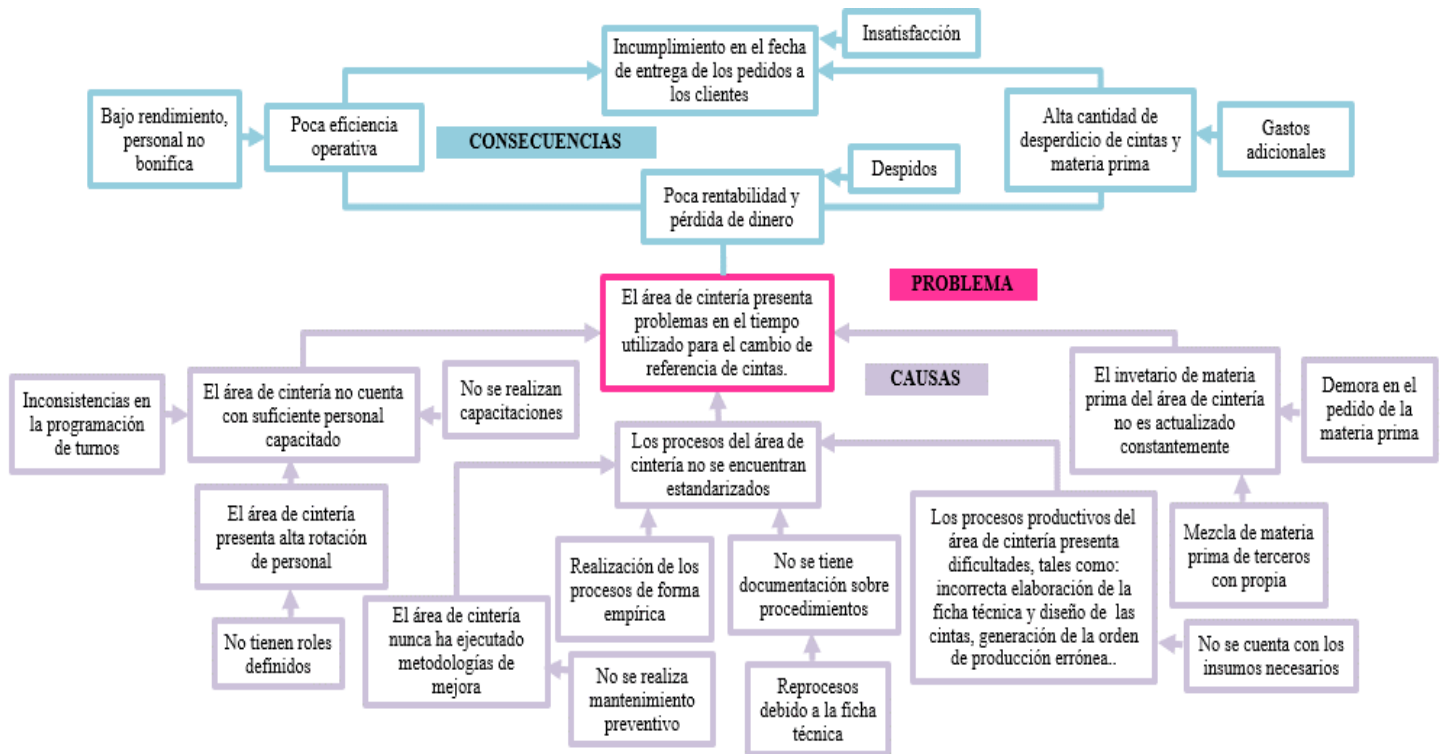 Insatisfacción
Incumplimiento en el fecha
de entrega de los pedidos a
los clientes
Bajo rendimiento,
personal no
bonifica
Poca eficiencia
operativa
CONSECUENCIAS
Alta cantidad de
desperdicio de cintas y
materia prima
Gastos
adicionales
Despidos
Poca rentabilidad y
pérdida de dinero
PROBLEMA
El área de cintería presenta
problemas en el tiempo
utilizado para el cambio de
referencia de cintas.
CAUSAS
Inconsistencias en
la programación
de turnos
El área de cintería no cuenta
con suficiente personal
capacitado
No se realizan
capacitaciones
El invetario de materia
prima del área de cintería
no es actualizado
constantemente
Demora en el
pedido de la
materia prima
Los procesos del área de
cintería no se encuentran
estandarizados
El área de cintería
presenta alta rotación
de personal
Realización de los
procesos de forma
empírica
No se tiene
documentación sobre
procedimientos
Los procesos productivos del
área de cintería presenta
dificultades, tales como:
incorrecta elaboración de la
ficha técnica y diseño de las
cintas, generación de la orden
de producción errónea..
Mezcla de materia
prima de terceros
con propia
No tienen roles
definidos
El área de cintería
nunca ha ejecutado
metodologías de
mejora
No se realiza
mantenimiento
preventivo
Reprocesos
debido a la ficha
técnica
No se cuenta con los
insumos necesarios